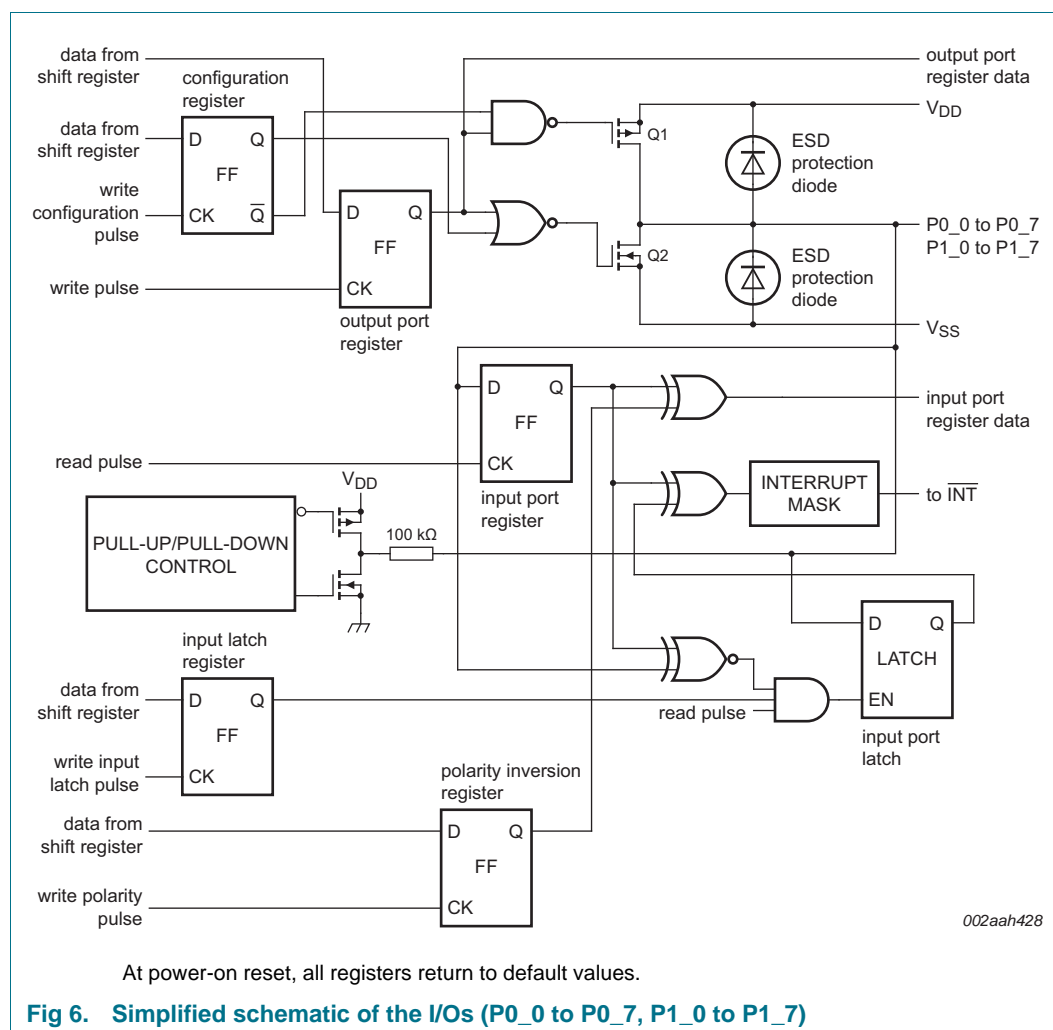 data from
shift register
configuration
register
output port
register data
VDD
data from
shift register
D
Q
FF
write
configuration
pulse
CK
Q
Q1
ESD
protection
diode
D
Q
FF
P0_0 to P0_7
P1_0 to P1_7
Q2
ESD
protection
diode
write pulse
CK
output port
register
VSS
D
Q
FF
input port
register data
read pulse
CK
input port
register
INTERRUPT
MASK
to INT
VDD
PULL-UP/PULL-DOWN
CONTROL
100 kΩ
input latch
register
D
Q
LATCH
EN
input port
latch
data from
shift register
D
Q
FF
read pulse
write input
latch pulse
CK
polarity inversion
register
data from
shift register
D
Q
FF
write polarity
pulse
CK
002aah428
At power-on reset, all registers return to default values.
Fig 6. Simplified schematic of the I/Os (P0_0 to P0_7, P1_0 to P1_7)